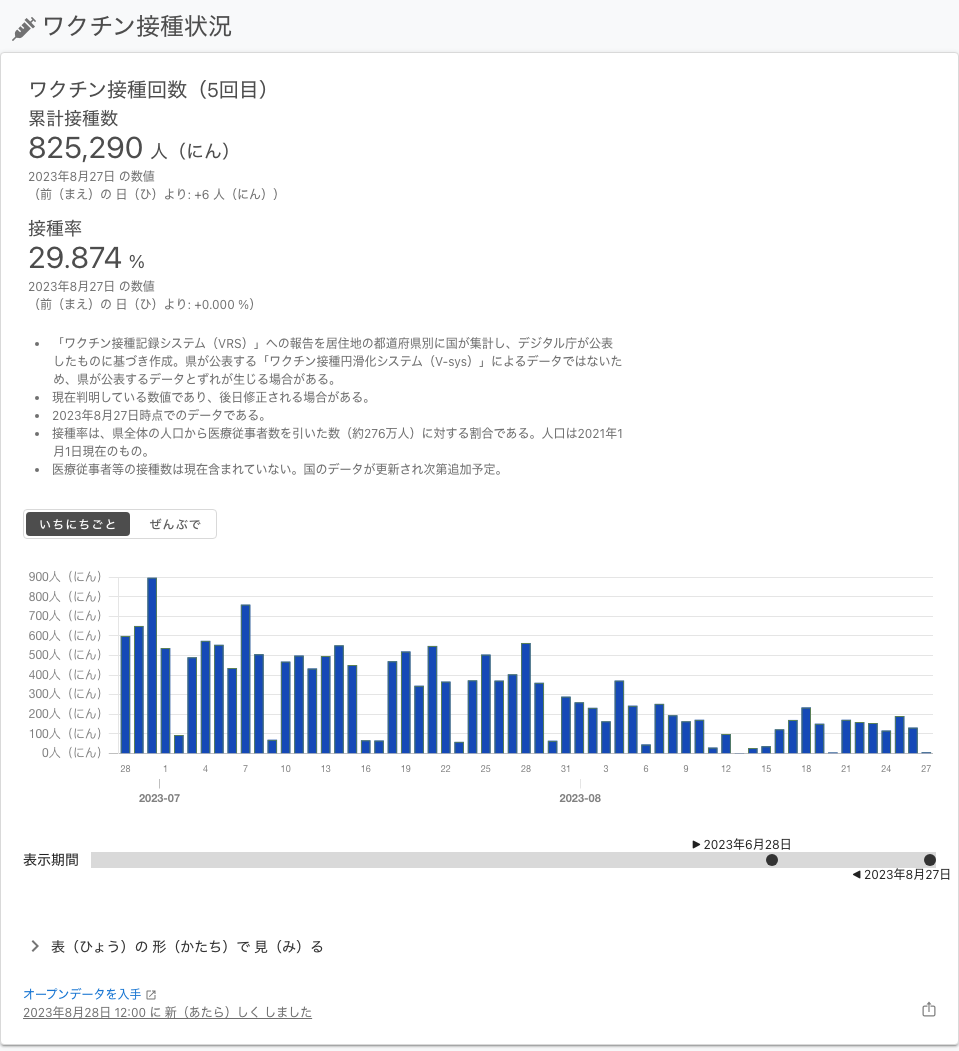 ワクチン接種状況
ワクチン接種回数（5回目）
累計接種数
825,290 人（にん）
2023年8月27日 の数値
（前（まえ）の 日（ひ）より: +6 人（にん））
接種率
29.874 %
2023年8月27日 の数値
（前（まえ）の 日（ひ）より: +0.000 %）
• 「ワクチン接種記録システム（VRS）」への報告を居住地の都道府県別に国が集計し、デジタル庁が公表
したものに基づき作成。県が公表する「ワクチン接種円滑化システム（V-sys）」によるデータではないた
め、県が公表するデータとずれが生じる場合がある。
• 現在判明している数値であり、後日修正される場合がある。
• 2023年8月27日時点でのデータである。
• 接種率は、県全体の人口から医療従事者数を引いた数（約276万人）に対する割合である。人口は2021年1
月1日現在のもの。
• 医療従事者等の接種数は現在含まれていない。国のデータが更新され次第追加予定。
いちにちごと ぜんぶで
900人（にん）
800人（にん）
700人（にん）
600人（にん）
500人（にん）
400人（にん）
300人（にん）
200人（にん）
100人（にん）
0人（にん）
28 1 4 7 10 13 16 19 22 25 28 31 3 6 9 12 15 18 21 24 27
2023-07 2023-08
2023年6月28日
表示期間
2023年8月27日
表（ひょう）の 形（かたち）で 見（み）る
オープンデータを入手
2023年8月28日 12:00 に 新（あたら）しく しました